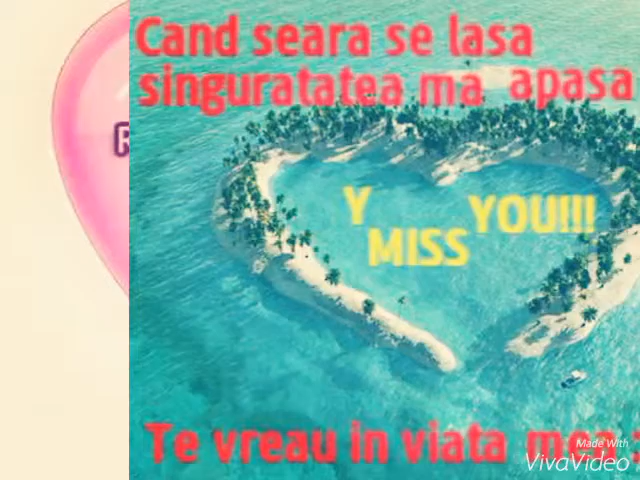 Cand seara se lasa
singuratatea ma apasa
R
Y
MISS YOU!!!
Te vreau in viata mea :
Made With
VivaVideo